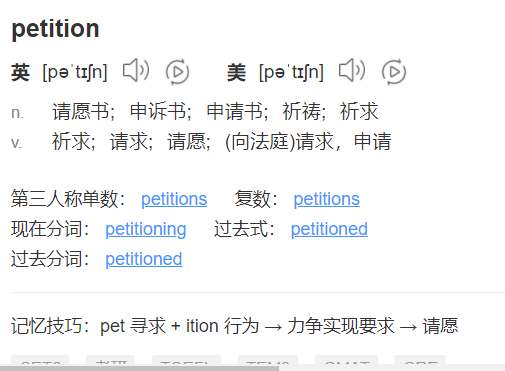 petition
英 [pəˈtɪʃn] 美 [pəˈtɪʃn]
n. 请愿书；申诉书；申请书；祈祷；祈求
v. 祈求；请求；请愿；(向法庭)请求，申请
第三人称单数： petitions 复数： petitions
现在分词： petitioning 过去式： petitioned
过去分词： petitioned
记忆技巧：pet 寻求 + ition 行为 → 力争实现要求 → 请愿